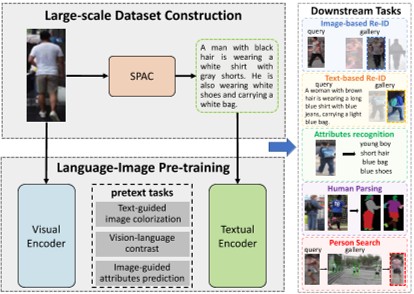 Large-scale Dataset Construction
SPAC
A man with black
hair is wearing a
white shirt with
gray shorts. He is
also wearing white
shoes and carrying a
white bag.
Language-Image Pre-training
Visual
Encoder
pretext tasks
Text-guided
image colorization
Vision-language
contrast
Image-guided
attributes prediction
Textual
Encoder
Downstream Tasks
Image-based Re-ID
query
gallery
Text-based Re-ID
query
gallery
A woman with brown
hair is wearing a long
blue shirt with blue
jeans, carrying a light
blue bag.
Attributes recognition
young boy
short hair
blue bag
blue shoes
Human Parsing
Person Search
query
gallery